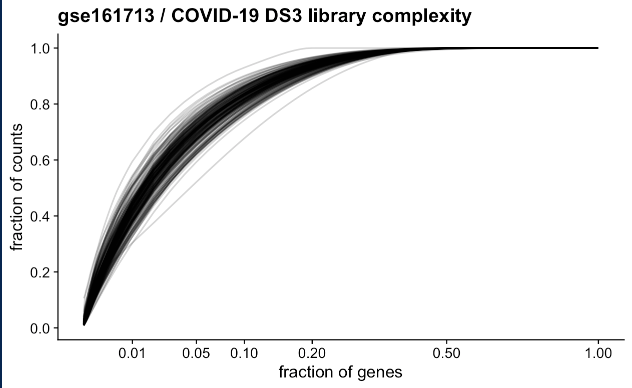 gse161713 / COVID-19 DS3 library complexity
1.0
0.8
0.6
0.4
0.2
0.0
fraction of counts
0.01 0.05 0.10 0.20 0.50 1.00
fraction of genes